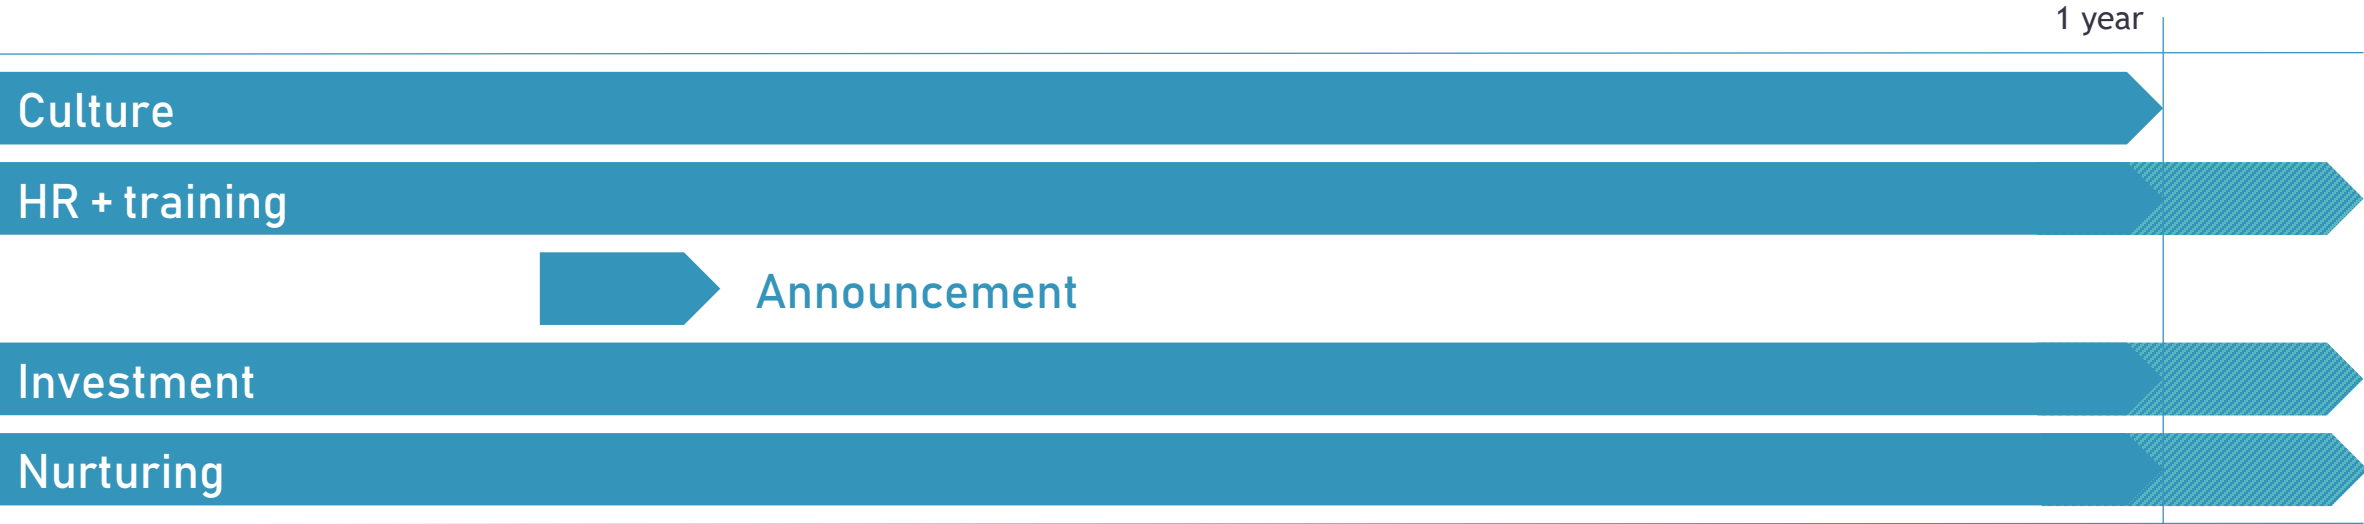 1 year
Culture
HR + training
Announcement
Investment
Nurturing